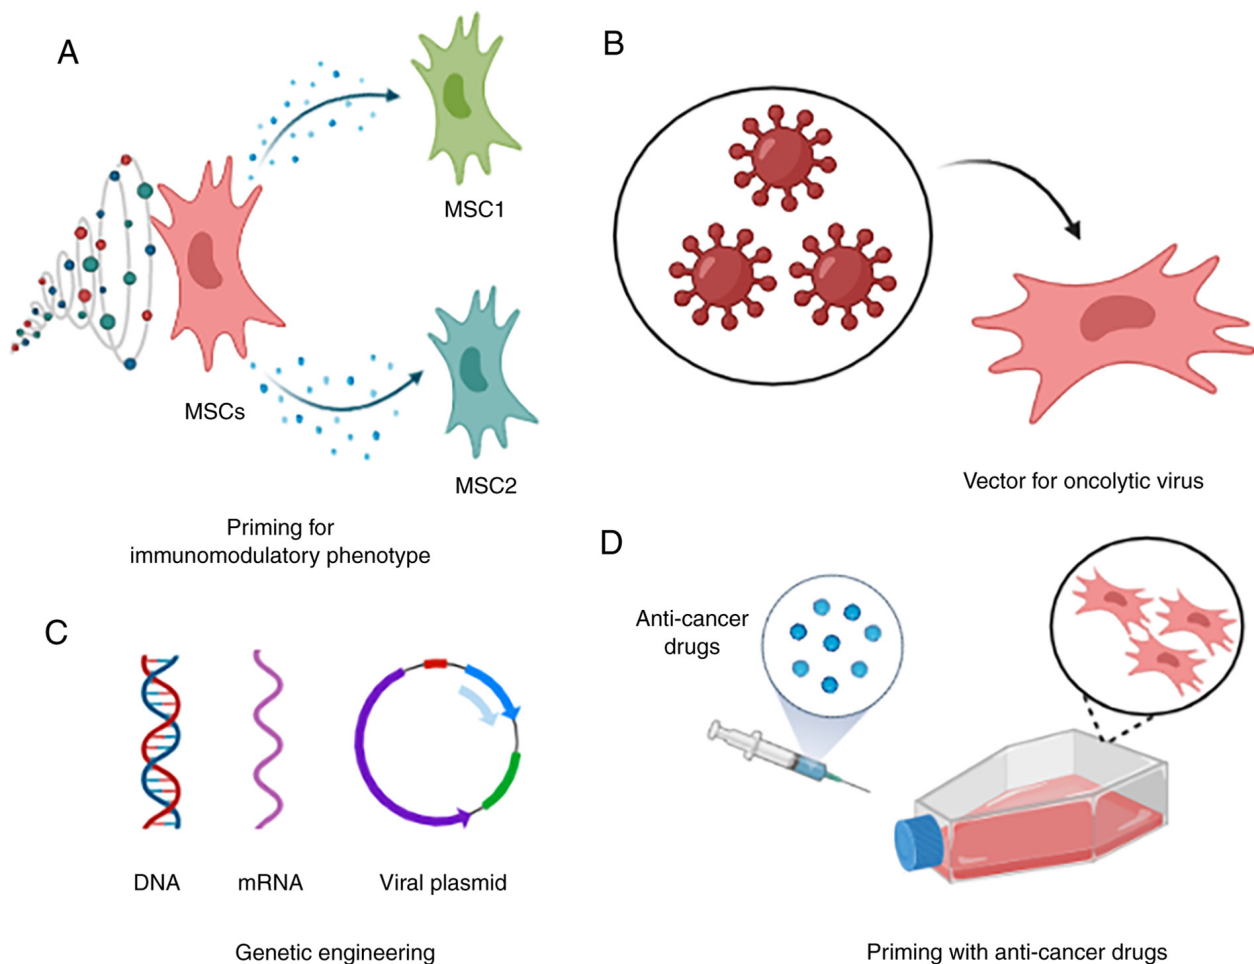 A
MSC1
MSCs
MSC2
Priming for
immunomodulatory phenotype
B
Vector for oncolytic virus
C
DNA
mRNA
Viral plasmid
Genetic engineering
D
Anti-cancer
drugs
Priming with anti-cancer drugs